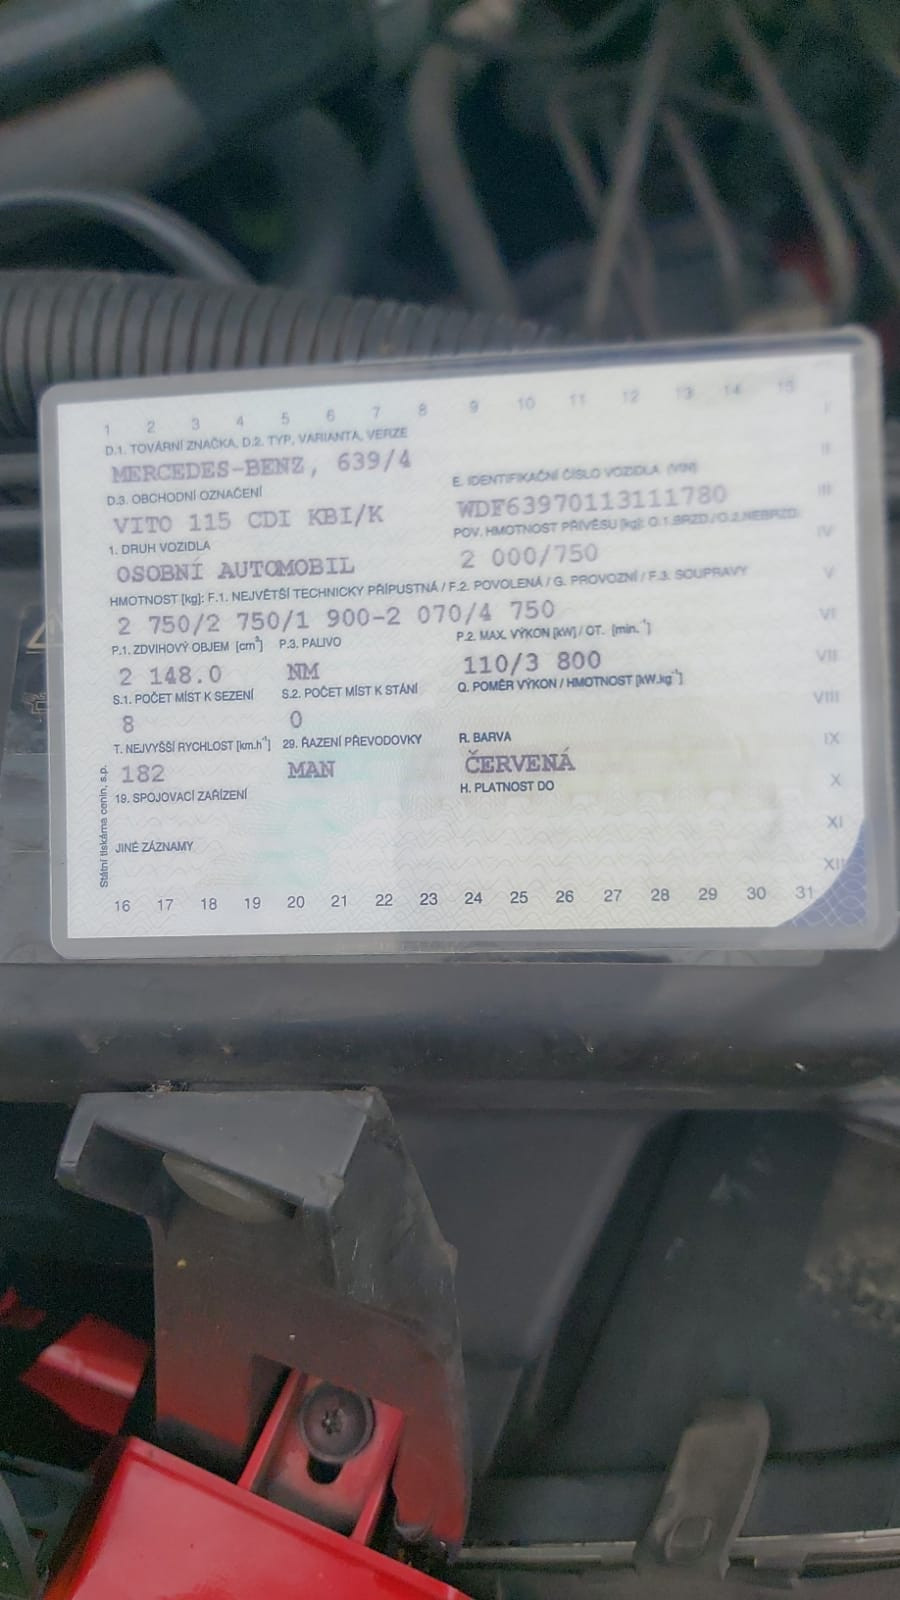 1 2 3 4 5 6 7 8 9 10 11 12 13 14 15
D.1. TOVÁRNÍ ZNAČKA, D.2. TYP, VARIANTA, VERZE
MERCEDES-BENZ, 639/4
E. IDENTIFIKAČNÍ ČÍSLO VOZIDLA (VIN)
D.3. OBCHODNÍ OZNAČENÍ
WDF63970113111780
VITO 115 CDI KBI/K
POV. HMOTNOST PŘÍVĚSU [kg]: O.1.BRZD./O.2.NEBRZD.
1. DRUH VOZIDLA
2 000/750
OSOBNÍ AUTOMOBIL
HMOTNOST [kg]: F.1. NEJVĚTŠÍ TECHNICKY PŘÍPUSTNÁ / F.2. POVOLENÁ / G. PROVOZNÍ / F.3. SOUPRAVY
2 750/2 750/1 900-2 070/4 750
P.1. ZDVIHOVÝ OBJEM [cm³] P.3. PALIVO P.2. MAX. VÝKON [kW] / OT. [min.⁻¹]
2 148.0 NM 110/3 800
S.1. POČET MÍST K SEZENÍ S.2. POČET MÍST K STÁNÍ Q. POMĚR VÝKON / HMOTNOST [kW.kg⁻¹]
8 0
T. NEJVYŠŠÍ RYCHLOST [km.h⁻¹] 29. ŘAZENÍ PŘEVODOVKY R. BARVA
182 MAN ČERVENÁ
19. SPOJOVACÍ ZAŘÍZENÍ H. PLATNOST DO
JINÉ ZÁZNAMY
16 17 18 19 20 21 22 23 24 25 26 27 28 29 30 31
Státní tiskárna cenin, s.p.
I
II
III
IV
V
VI
VII
VIII
IX
X
XI
XII